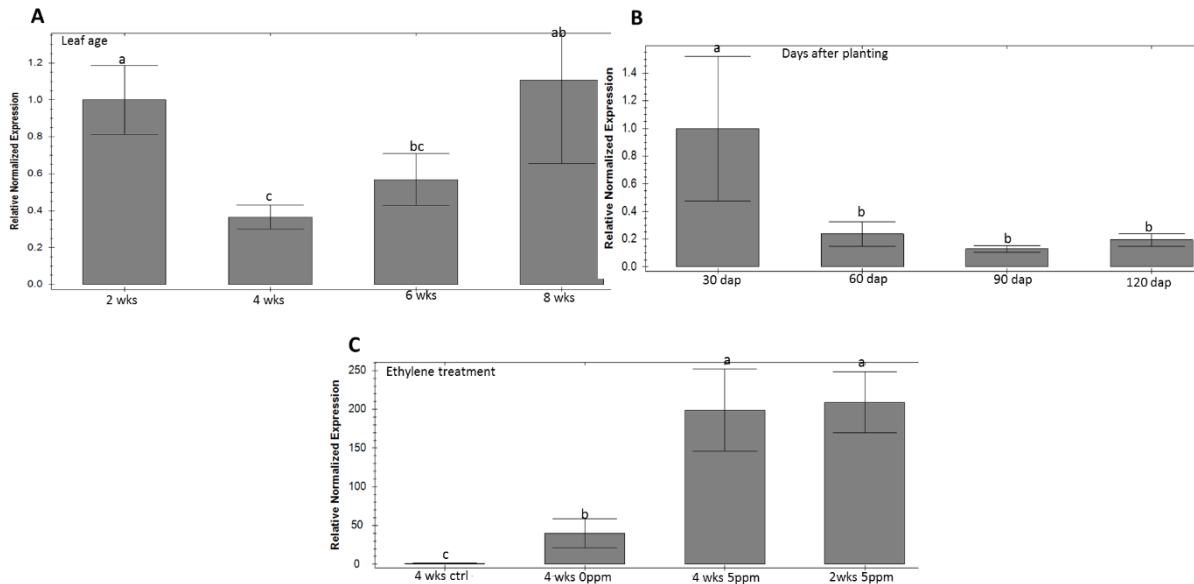 A
Leaf age
Relative Normalized Expression
1.2
1.0
0.8
0.6
0.4
0.2
0.0
a
c
bc
ab
2 wks
4 wks
6 wks
8 wks
B
Days after planting
Relative Normalized Expression
1.4
1.2
1.0
0.8
0.6
0.4
0.2
0.0
a
b
b
b
30 dap
60 dap
90 dap
120 dap
C
Ethylene treatment
Relative Normalized Expression
250
200
150
100
50
0
c
b
a
a
4 wks ctrl
4 wks 0ppm
4 wks 5ppm
2wks 5ppm